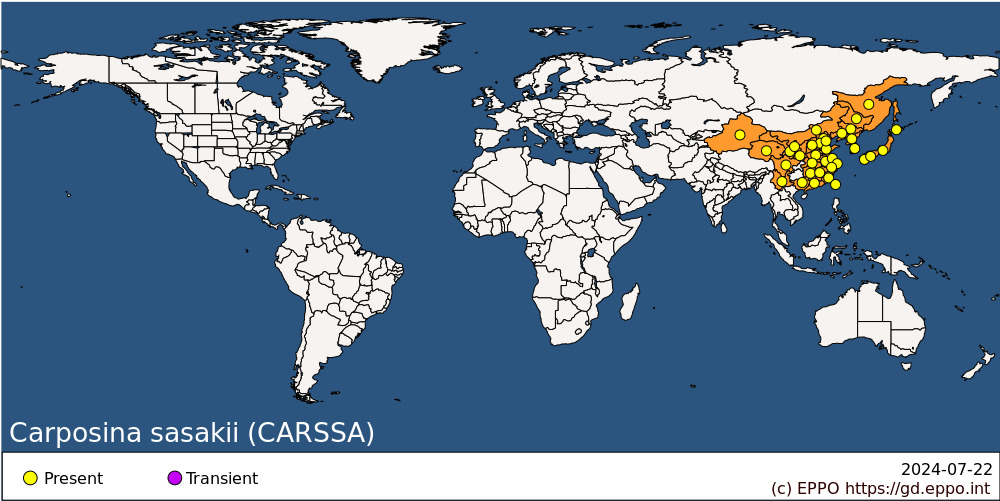 Carposina sasakii (CARSSA)
Present
Transient
2024-07-22
(c) EPPO https://gd.eppo.int